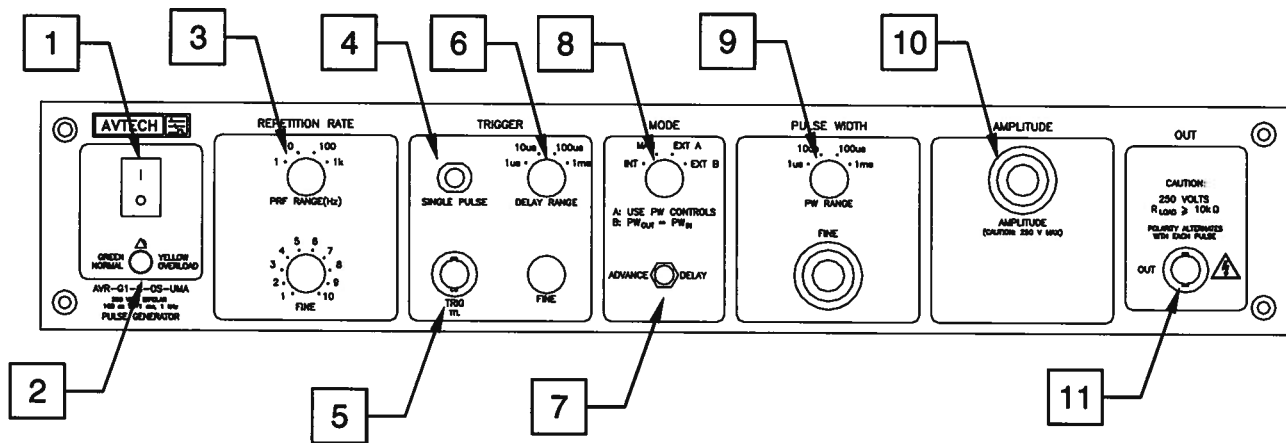 1
3
4
6
8
9
10
AVTECH
REPETITION RATE
TRIGGER
MODE
PULSE WIDTH
AMPLITUDE
OUT
I
1
100
1k
PRF RANGE(Hz)
SINGLE PULSE
1us
10us
100us
1ms
DELAY RANGE
INT
EXT A
EXT B
A: USE PW CONTROLS
B: PWOUT = PWIN
1us
100us
1ms
PW RANGE
AMPLITUDE
(CAUTION: 250 V MAX)
CAUTION:
250 VOLTS
RLOAD ≥ 10kΩ
POLARITY ALTERNATES
WITH EACH PULSE
GREEN
NORMAL
YELLOW
OVERLOAD
1
2
3
4
5
6
7
8
9
10
FINE
TRIG
TTL
FINE
ADVANCE
DELAY
FINE
OUT
PULSE GENERATOR
2
5
7
11